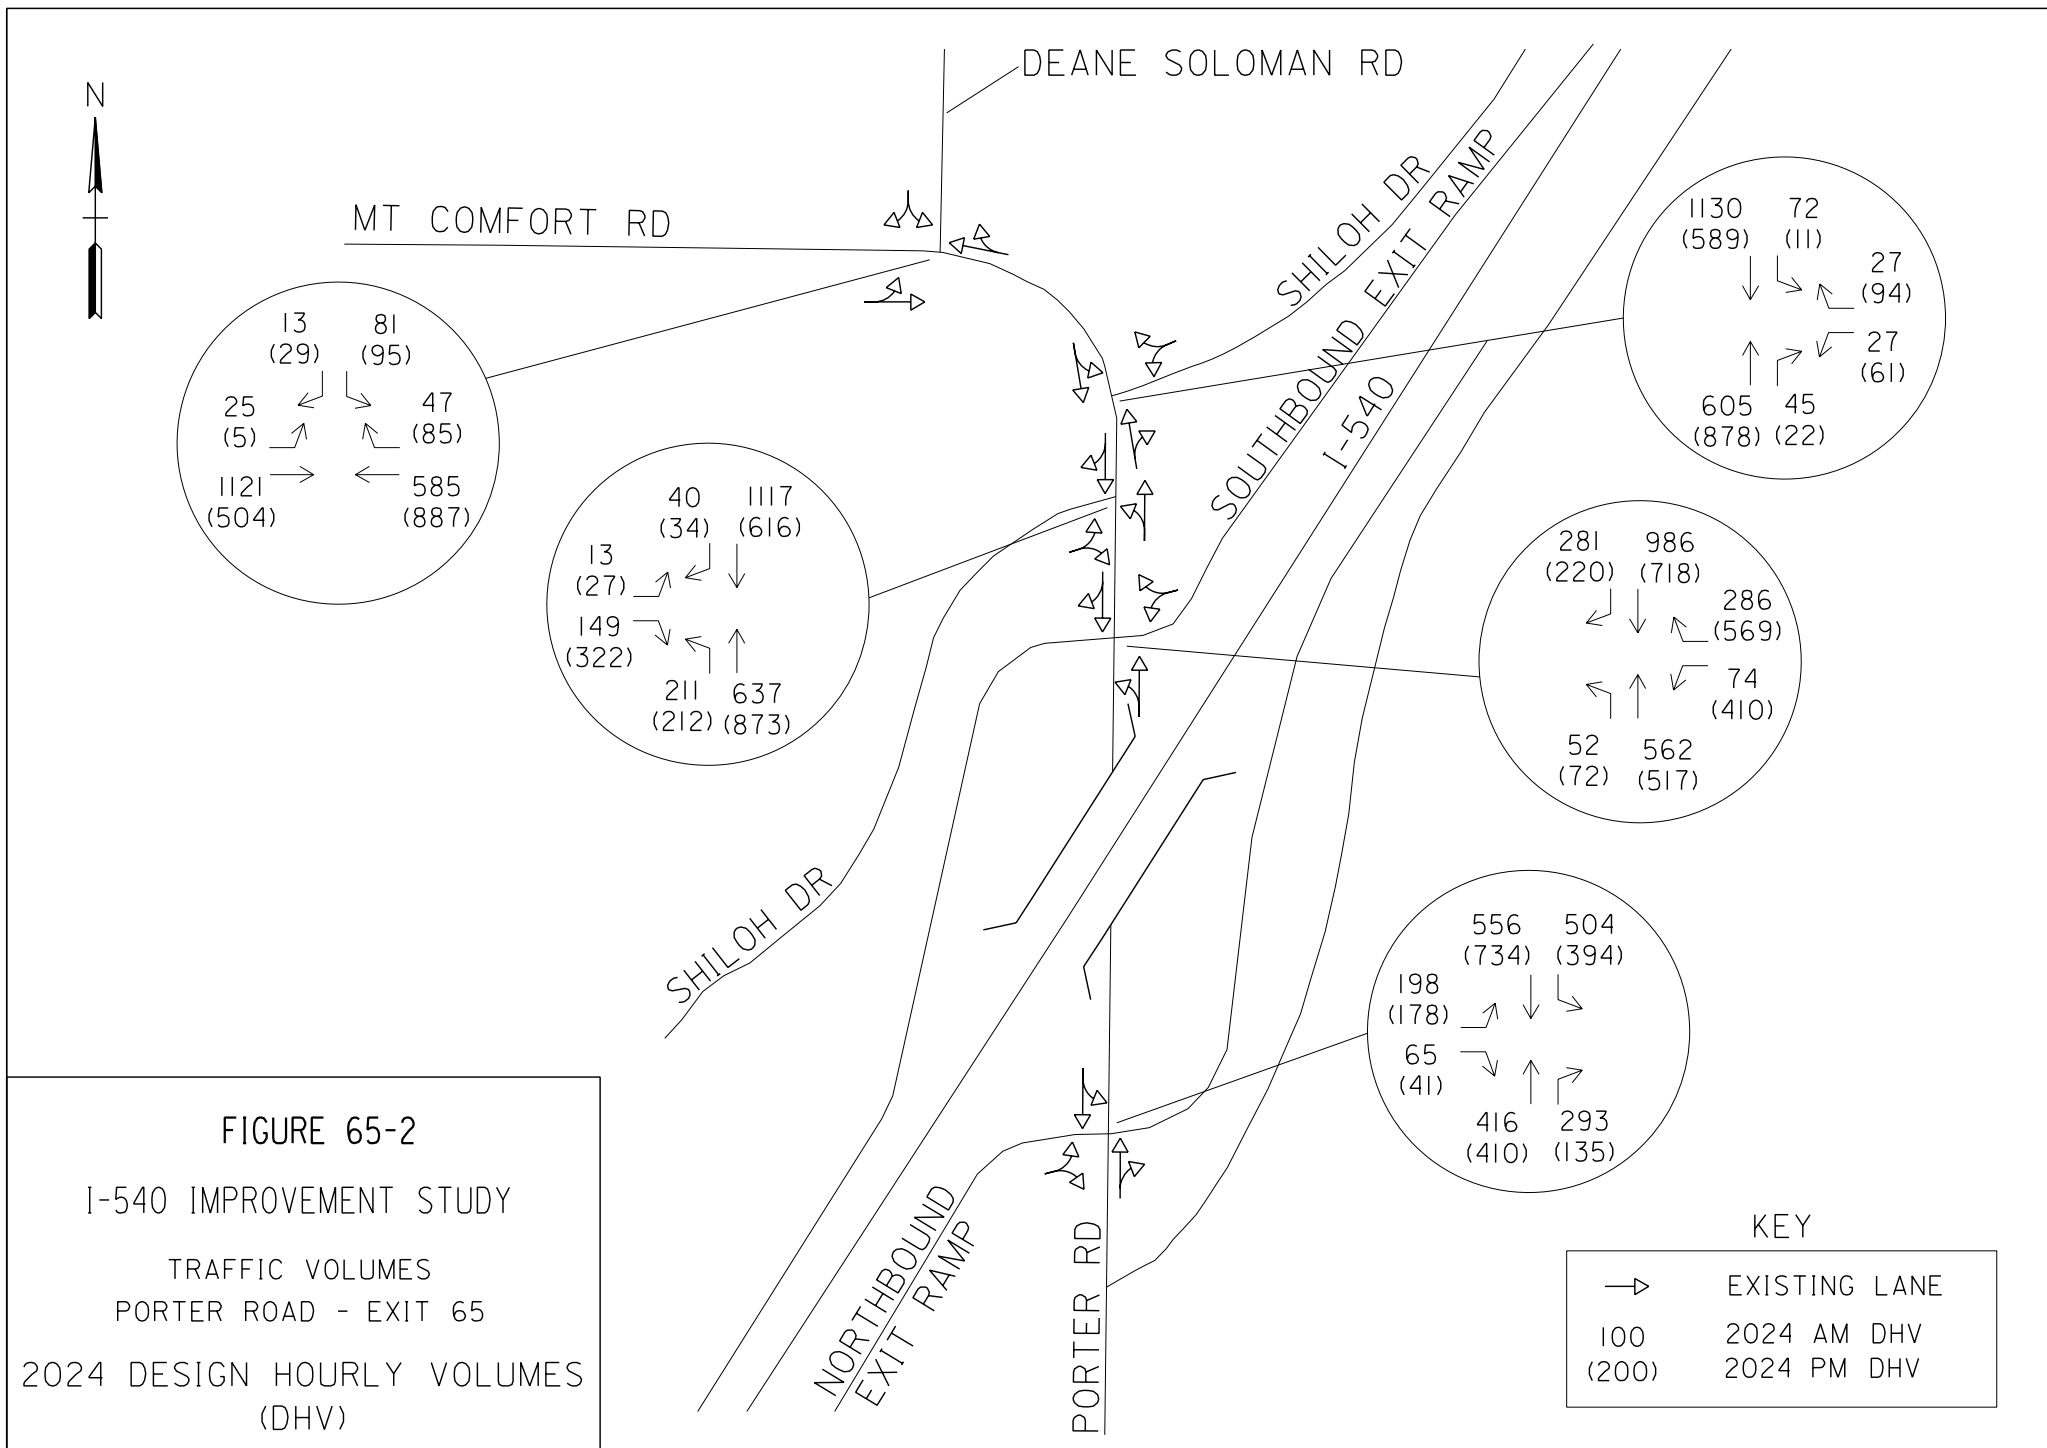 DEANE SOLOMAN RD
N
MT COMFORT RD
SHILOH DR
SOUTHBOUND EXIT RAMP
I-540
1130 72
(589) (11)
27
(94)
27
(61)
605 45
(878) (22)
13 81
(29) (95)
25 47
(5) (85)
1121 585
(504) (887)
40 1117
(34) (616)
13
(27)
149
(322)
211 637
(212) (873)
281 986
(220) (718)
286
(569)
74
(410)
52 562
(72) (517)
SHILOH DR
556 504
(734) (394)
198
(178)
65
(41)
416 293
(410) (135)
NORTHBOUND
EXIT RAMP
PORTER RD
FIGURE 65-2
I-540 IMPROVEMENT STUDY
TRAFFIC VOLUMES
PORTER ROAD - EXIT 65
2024 DESIGN HOURLY VOLUMES
(DHV)
KEY
EXISTING LANE
100 2024 AM DHV
(200) 2024 PM DHV